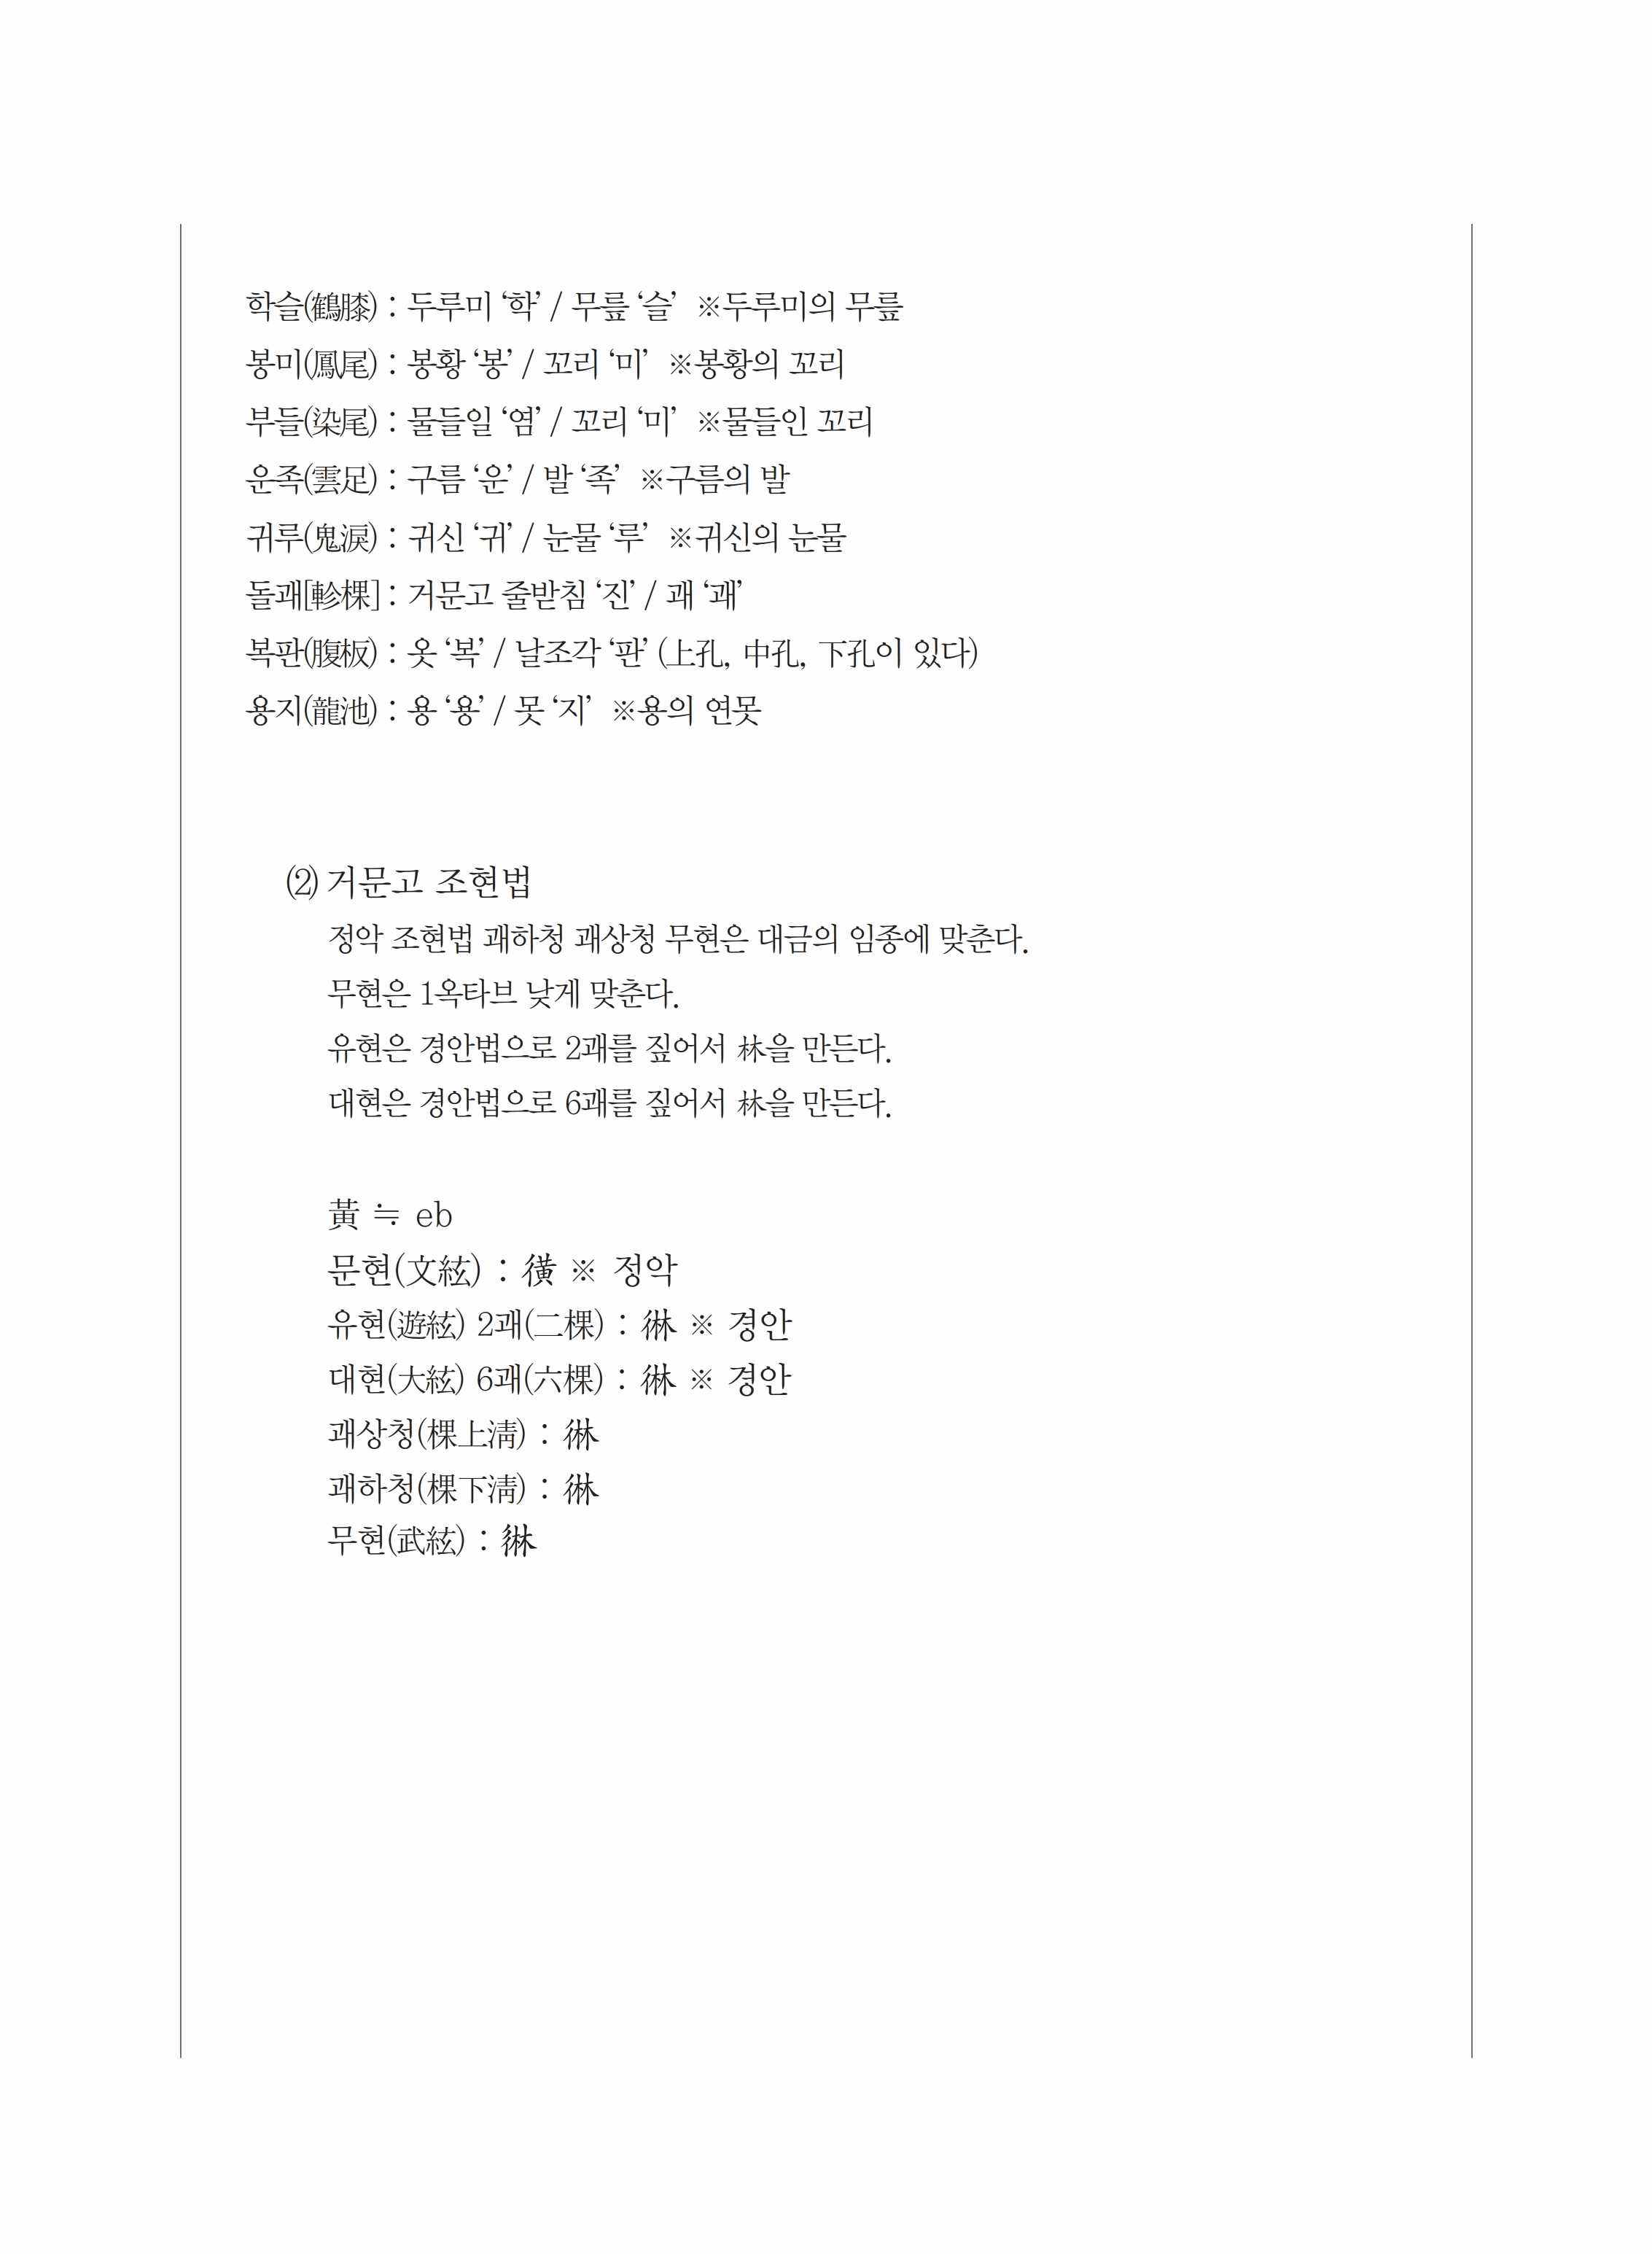 학슬(鶴膝) : 두루미 ‘학’ / 무릎 ‘슬’ ※두루미의 무릎
봉미(鳳尾) : 봉황 ‘봉’ / 꼬리 ‘미’ ※봉황의 꼬리
부들(染尾) : 물들일 ‘염’ / 꼬리 ‘미’ ※물들인 꼬리
운족(雲足) : 구름 ‘운’ / 발 ‘족’ ※구름의 발
귀루(鬼淚) : 귀신 ‘귀’ / 눈물 ‘루’ ※귀신의 눈물
돌괘[軫棵] : 거문고 줄받침 ‘진’ / 괘 ‘괘’
복판(腹板) : 옷 ‘복’ / 날조각 ‘판’ (上孔, 中孔, 下孔이 있다)
용지(龍池) : 용 ‘용’ / 못 ‘지’ ※용의 연못
⑵ 거문고 조현법
정악 조현법 괘하청 괘상청 무현은 대금의 임종에 맞춘다.
무현은 1옥타브 낮게 맞춘다.
유현은 경안법으로 2괘를 짚어서 㑣을 만든다.
대현은 경안법으로 6괘를 짚어서 㑣을 만든다.
黃 ≒ eb
문현(文絃) : 㣴 ※ 정악
유현(遊絃) 2괘(二棵) : 㑣 ※ 경안
대현(大絃) 6괘(六棵) : 㑣 ※ 경안
괘상청(棵上淸) : 㑣
괘하청(棵下淸) : 㑣
무현(武絃) :